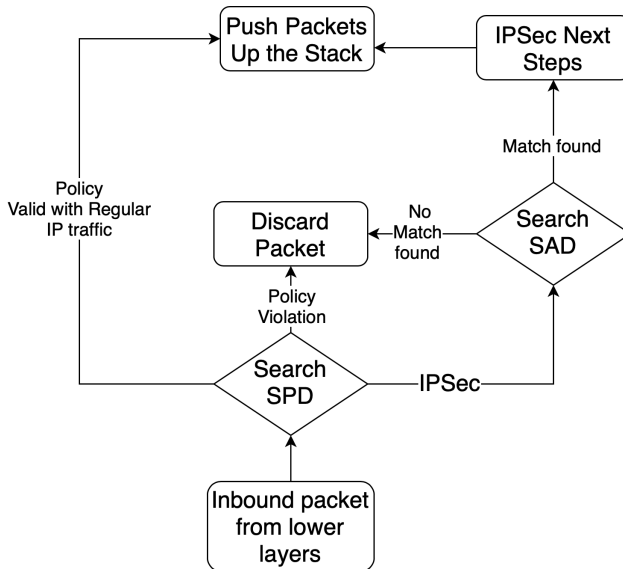 Push Packets
Up the Stack
IPSec Next
Steps
Match found
Policy
Valid with Regular
IP traffic
Discard
Packet
No
Match
found
Search
SAD
Policy
Violation
Search
SPD
IPSec
Inbound packet
from lower
layers